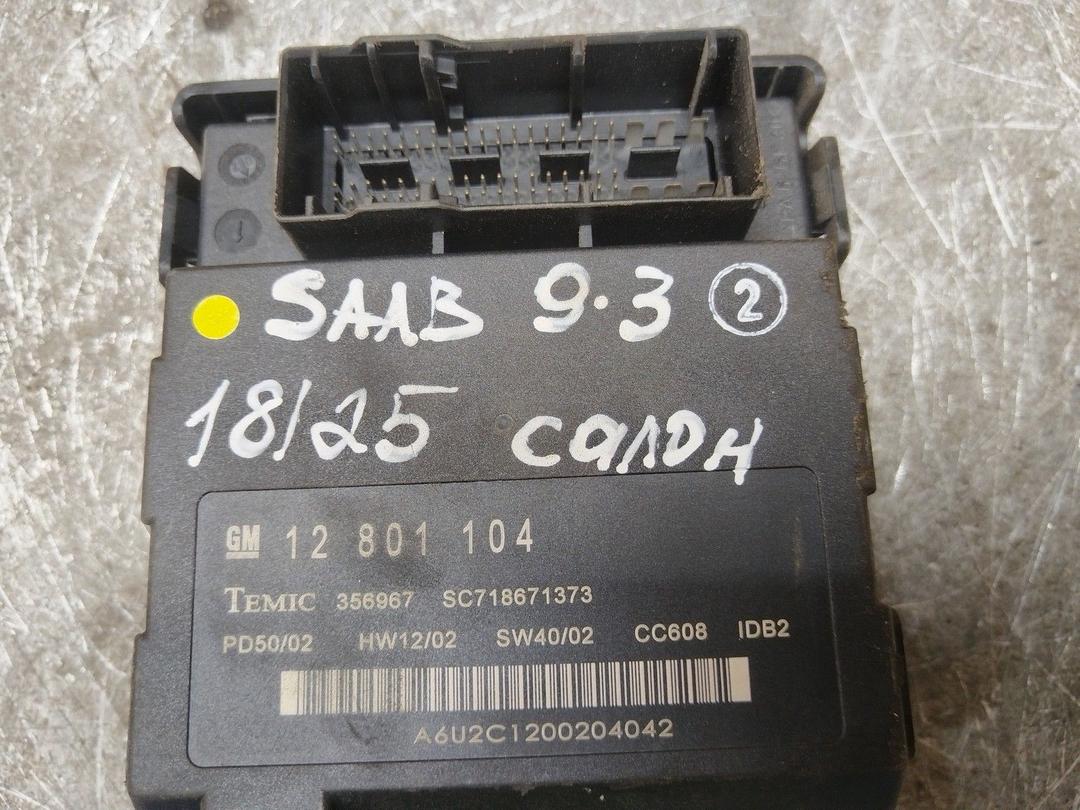 SAAB 9.3 2
18/25 салон
GM 12 801 104
TEMIC 356967 SC718671373
PD50/02 HW12/02 SW40/02 CC608 IDB2
A6U2C1200204042